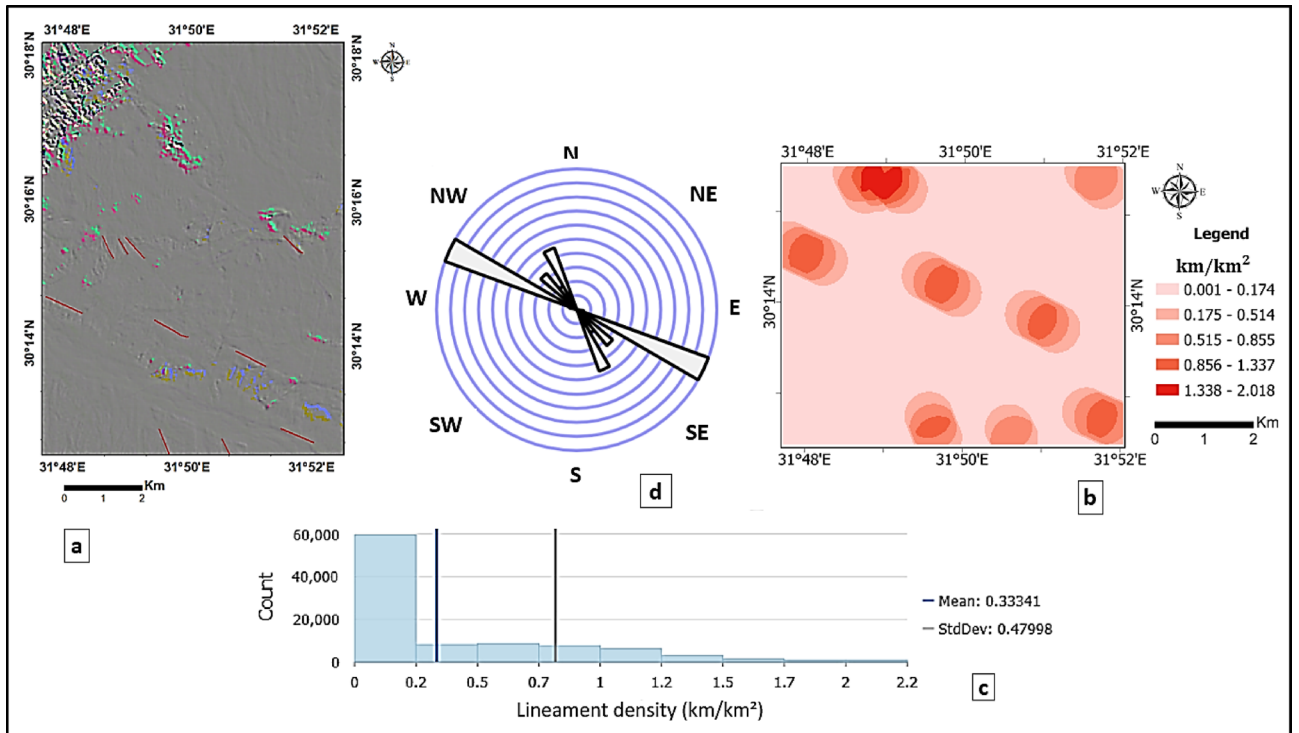 31°48'E 31°50'E 31°52'E
30°18'N 30°18'N
N
W E
S
30°16'N 30°16'N
30°14'N 30°14'N
31°48'E 31°50'E 31°52'E
Km
0 1 2
a
N
NW NE
W E
SW SE
S
d
31°48'E 31°50'E 31°52'E
N
W E
S
30°14'N 30°14'N
31°48'E 31°50'E 31°52'E
Legend
km/km²
0.001 - 0.174
0.175 - 0.514
0.515 - 0.855
0.856 - 1.337
1.338 - 2.018
Km
0 1 2
b
60,000
40,000
20,000
0
Count
0 0.2 0.5 0.7 1 1.2 1.5 1.7 2 2.2
Lineament density (km/km²)
Mean: 0.33341
StdDev: 0.47998
c